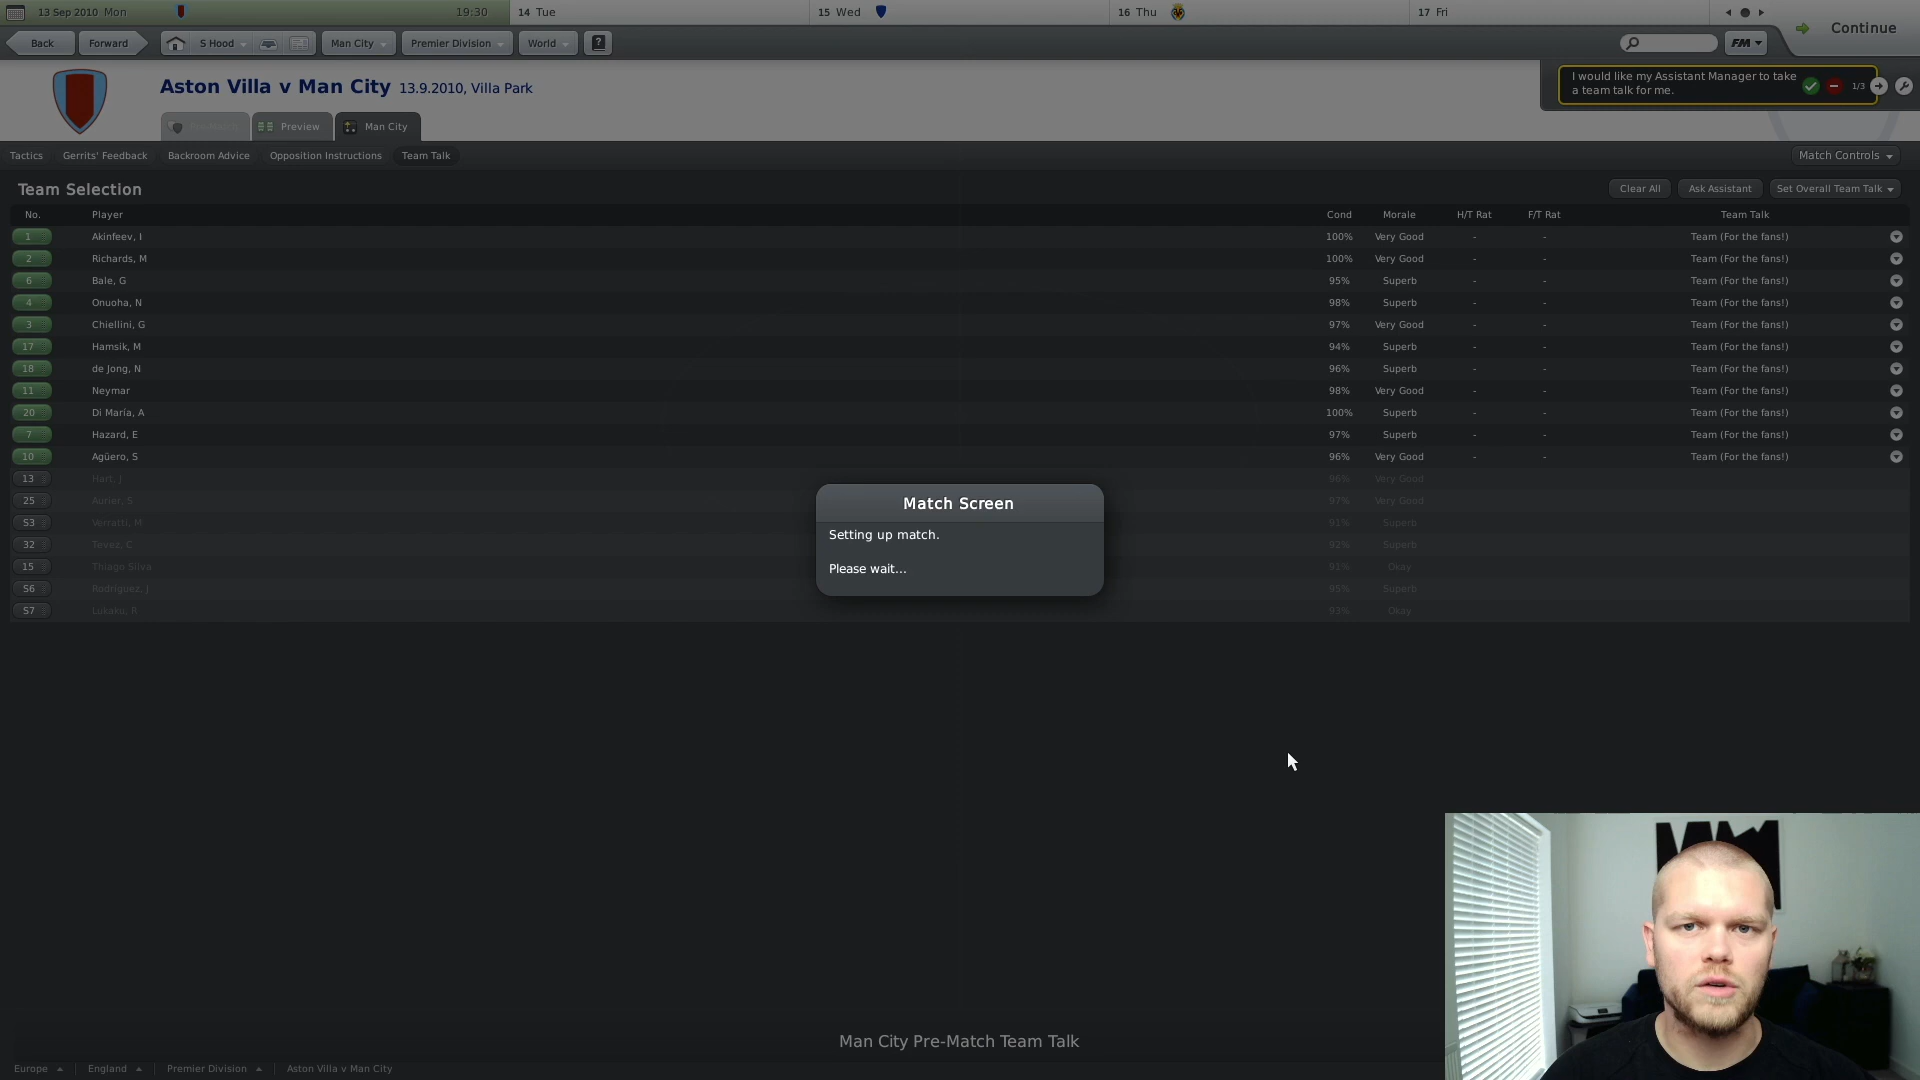 13 Sep 2010 Mon 19:30 14 Tue 15 Wed 16 Thu 17 Fri
Continue
Back Forward S Hood Man City Premier Division World ? FM
Aston Villa v Man City 13.9.2010, Villa Park
I would like my Assistant Manager to take
a team talk for me.
1/3
Preview Man City
Tactics Gerrits' Feedback Backroom Advice Opposition Instructions Team Talk Match Controls
Team Selection Clear All Ask Assistant Set Overall Team Talk
No. Player Cond Morale H/T Rat F/T Rat Team Talk
1 Akinfeev, I 100% Very Good - - Team (For the fans!)
2 Richards, M 100% Very Good - - Team (For the fans!)
6 Bale, G 95% Superb - - Team (For the fans!)
4 Onuoha, N 98% Superb - - Team (For the fans!)
3 Chiellini, G 97% Very Good - - Team (For the fans!)
17 Hamsik, M 94% Superb - - Team (For the fans!)
18 de Jong, N 96% Superb - - Team (For the fans!)
11 Neymar 98% Very Good - - Team (For the fans!)
20 Di María, A 100% Superb - - Team (For the fans!)
7 Hazard, E 97% Superb - - Team (For the fans!)
10 Agüero, S 96% Very Good - - Team (For the fans!)
13 Hart, J 96% Very Good
25 Aurier, S 97% Very Good
S3 Verratti, M 91% Superb
32 Tevez, C 92% Superb
15 Thiago Silva 91% Okay
S6 Rodríguez, J 95% Superb
S7 Lukaku, R 93% Okay
Match Screen
Setting up match.
Please wait...
Man City Pre-Match Team Talk
Europe England Premier Division Aston Villa v Man City